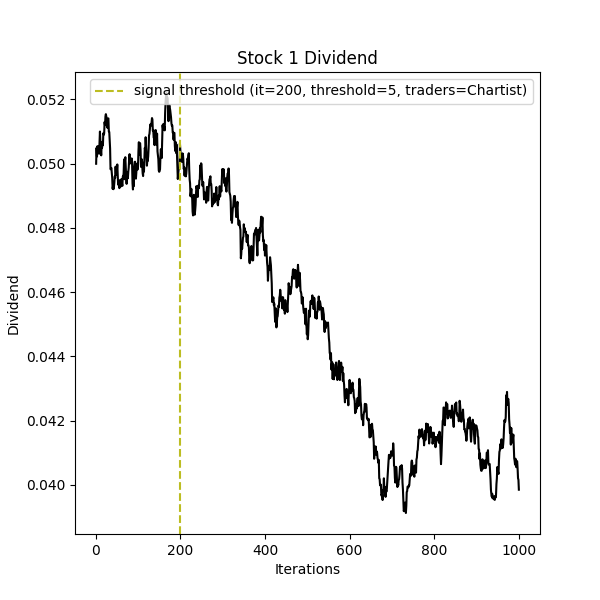 Stock 1 Dividend
signal threshold (it=200, threshold=5, traders=Chartist)
0.052
0.050
0.048
0.046
0.044
0.042
0.040
Dividend
0 200 400 600 800 1000
Iterations